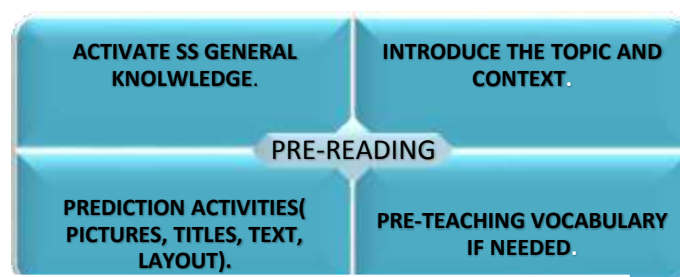 ACTIVATE SS GENERAL
KNOLWLEDGE.
INTRODUCE THE TOPIC AND
CONTEXT.
PRE-READING
PREDICTION ACTIVITIES(
PICTURES, TITLES, TEXT,
LAYOUT).
PRE-TEACHING VOCABULARY
IF NEEDED.